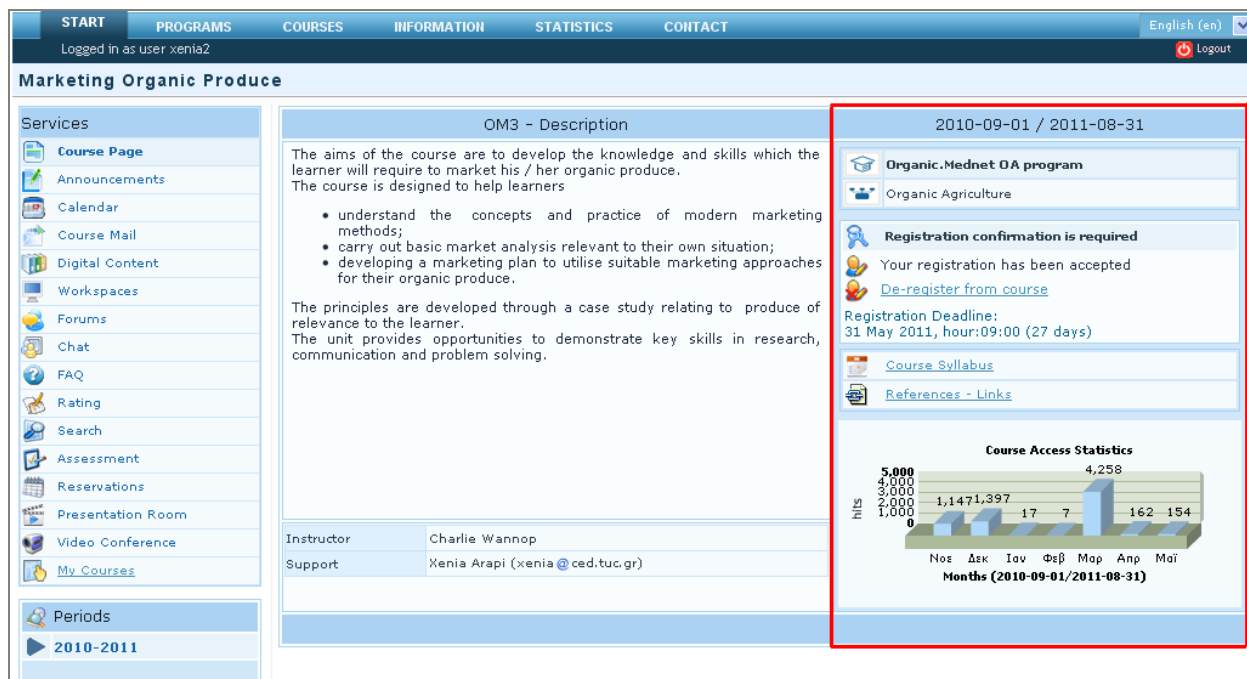 START PROGRAMS COURSES INFORMATION STATISTICS CONTACT English (en)
Logged in as user xenia2 Logout
Marketing Organic Produce
Services
Course Page
Announcements
Calendar
Course Mail
Digital Content
Workspaces
Forums
Chat
FAQ
Rating
Search
Assessment
Reservations
Presentation Room
Video Conference
My Courses
Periods
2010-2011
OM3 - Description
The aims of the course are to develop the knowledge and skills which the
learner will require to market his / her organic produce.
The course is designed to help learners
• understand the concepts and practice of modern marketing
methods;
• carry out basic market analysis relevant to their own situation;
• developing a marketing plan to utilise suitable marketing approaches
for their organic produce.
The principles are developed through a case study relating to produce of
relevance to the learner.
The unit provides opportunities to demonstrate key skills in research,
communication and problem solving.
Instructor Charlie Wannop
Support Xenia Arapi (xenia@ced.tuc.gr)
2010-09-01 / 2011-08-31
Organic.Mednet OA program
Organic Agriculture
Registration confirmation is required
Your registration has been accepted
De-register from course
Registration Deadline:
31 May 2011, hour:09:00 (27 days)
Course Syllabus
References - Links
Course Access Statistics
hits
5,000
4,000
3,000
2,000
1,000
0
1,147 1,397 17 7 4,258 162 154
Νοε Δεκ Ιαν Φεβ Μαρ Απρ Μαϊ
Months (2010-09-01/2011-08-31)